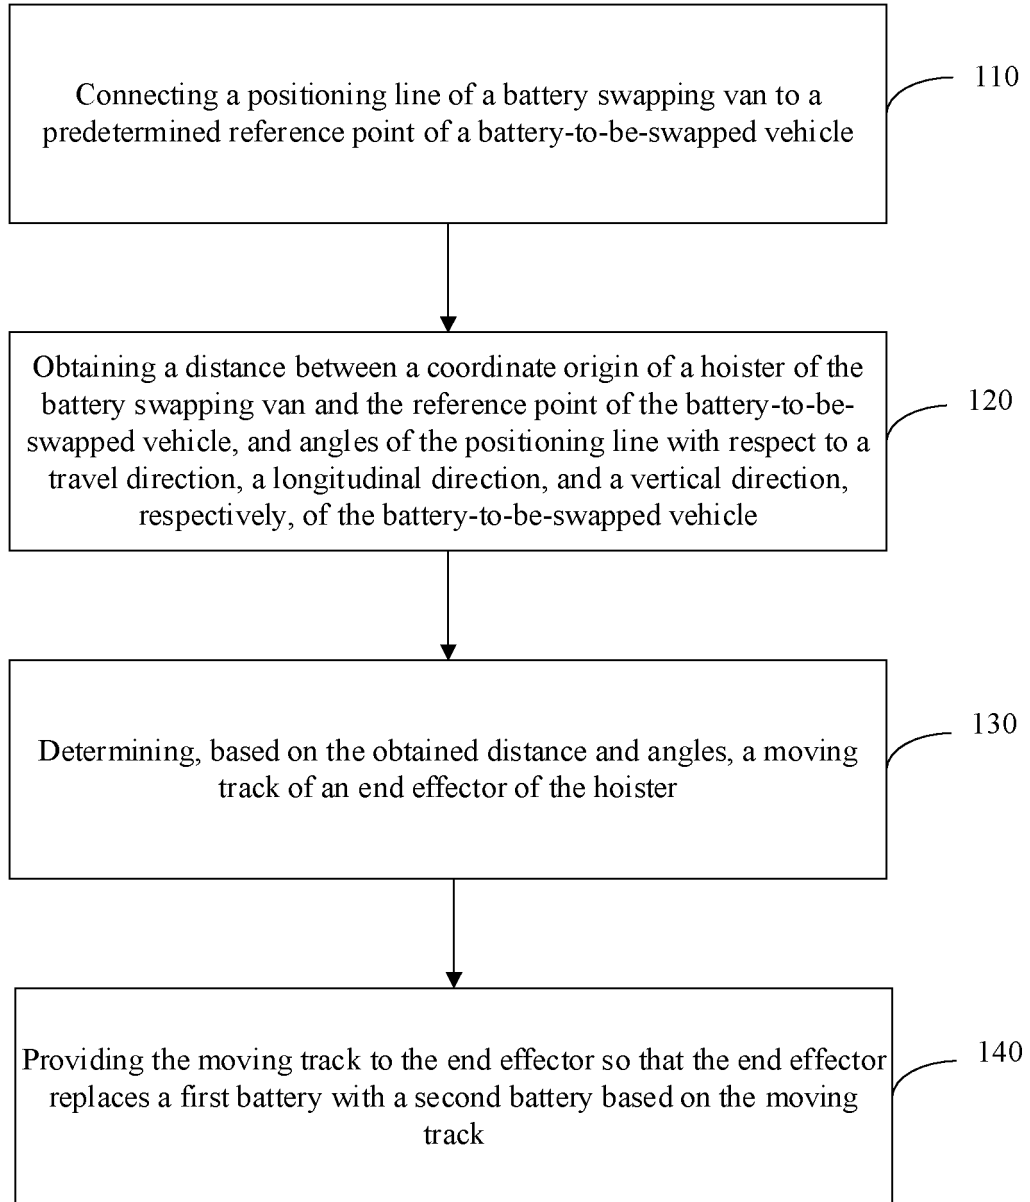 Connecting a positioning line of a battery swapping van to a
predetermined reference point of a battery-to-be-swapped vehicle
110
Obtaining a distance between a coordinate origin of a hoister of the
battery swapping van and the reference point of the battery-to-be-
swapped vehicle, and angles of the positioning line with respect to a
travel direction, a longitudinal direction, and a vertical direction,
respectively, of the battery-to-be-swapped vehicle
120
Determining, based on the obtained distance and angles, a moving
track of an end effector of the hoister
130
Providing the moving track to the end effector so that the end effector
replaces a first battery with a second battery based on the moving
track
140